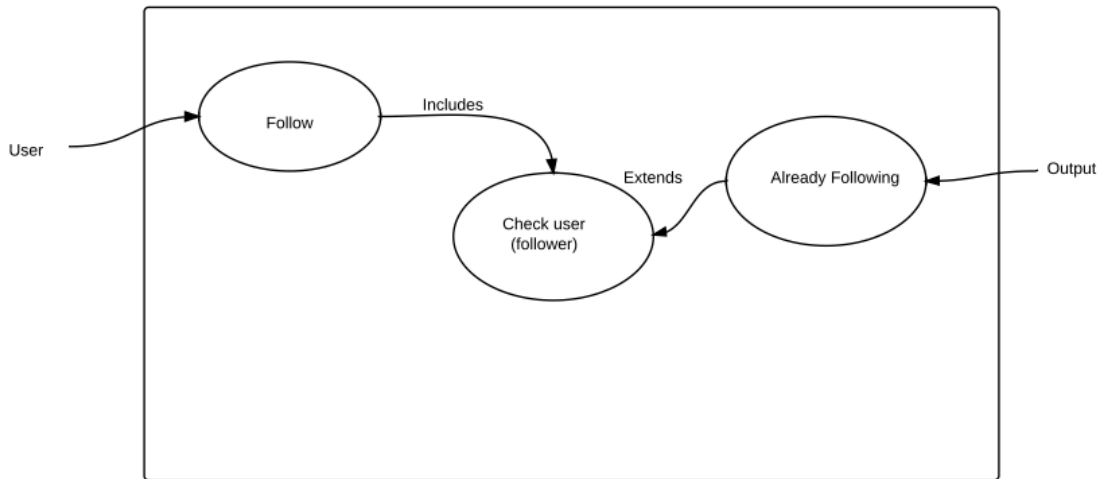 Includes
Follow
User
Extends
Already Following
Output
Check user
(follower)